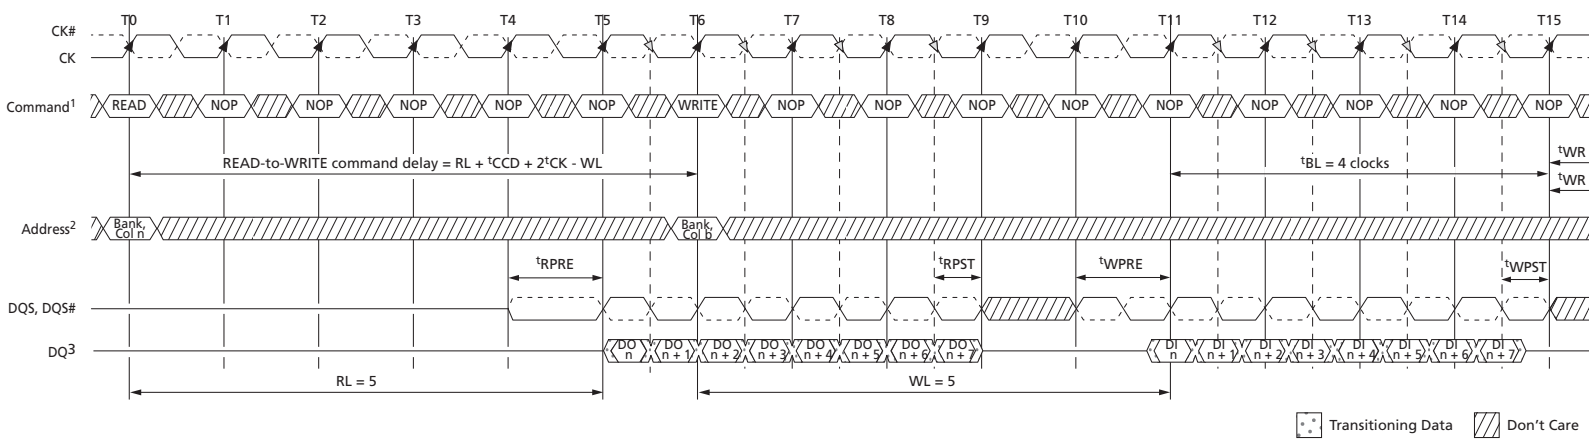 T0 T1 T2 T3 T4 T5 T6 T7 T8 T9 T10 T11 T12 T13 T14 T15
CK#
CK
Command1 READ NOP NOP NOP NOP NOP WRITE NOP NOP NOP NOP NOP NOP NOP NOP NOP
READ-to-WRITE command delay = RL + tCCD + 2tCK - WL
tBL = 4 clocks
tWR
tWR
Address2
Bank, Col n
Bank, Col b
tRPRE tRPST tWPRE tWPST
DQS, DQS#
DQ3
DO n DO n + 1 DO n + 2 DO n + 3 DO n + 4 DO n + 5 DO n + 6 DO n + 7 DI n DI n + 1 DI n + 2 DI n + 3 DI n + 4 DI n + 5 DI n + 6 DI n + 7
RL = 5 WL = 5
Transitioning Data Don't Care